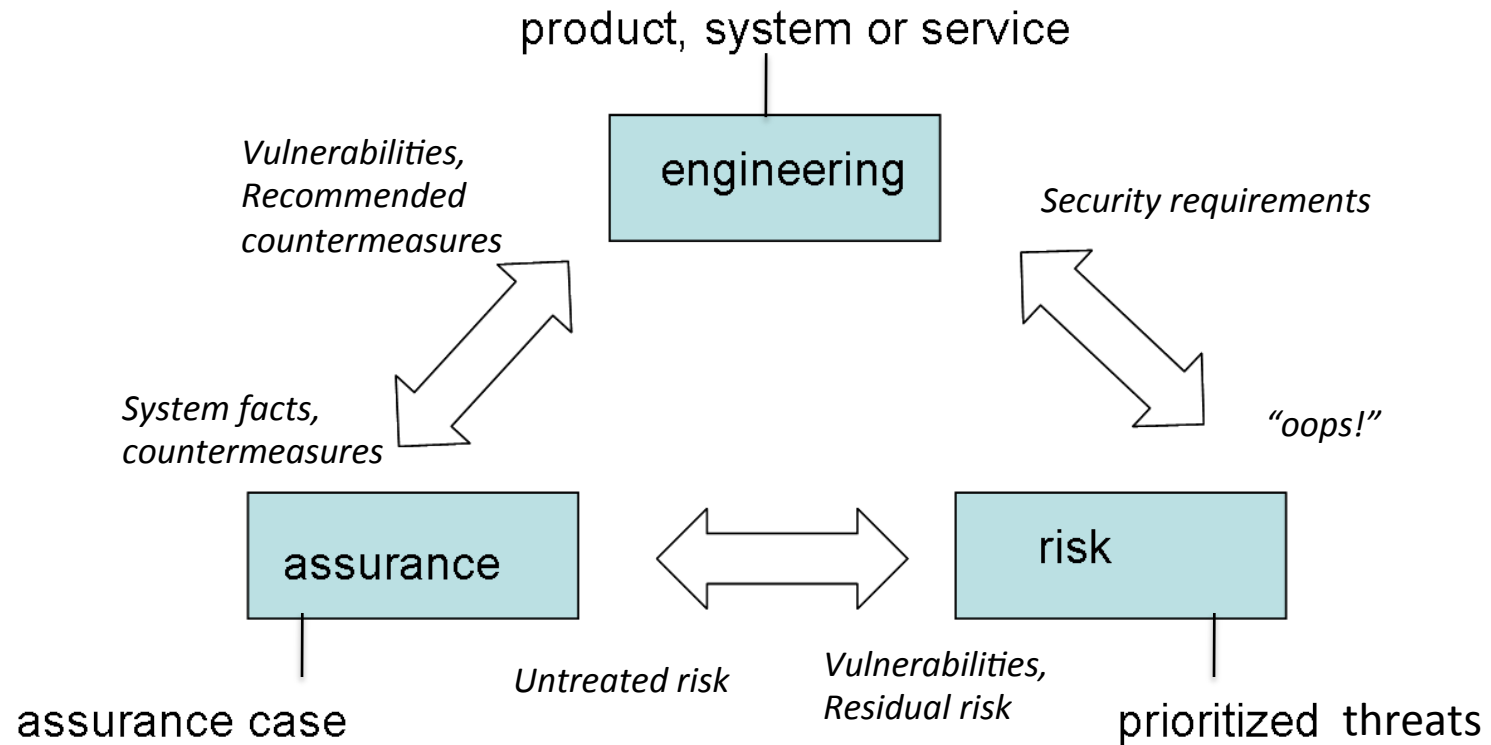 product, system or service
engineering
Vulnerabilities,
Recommended
countermeasures
Security requirements
System facts,
countermeasures
“oops!”
assurance
risk
Untreated risk
Vulnerabilities,
Residual risk
assurance case
prioritized threats